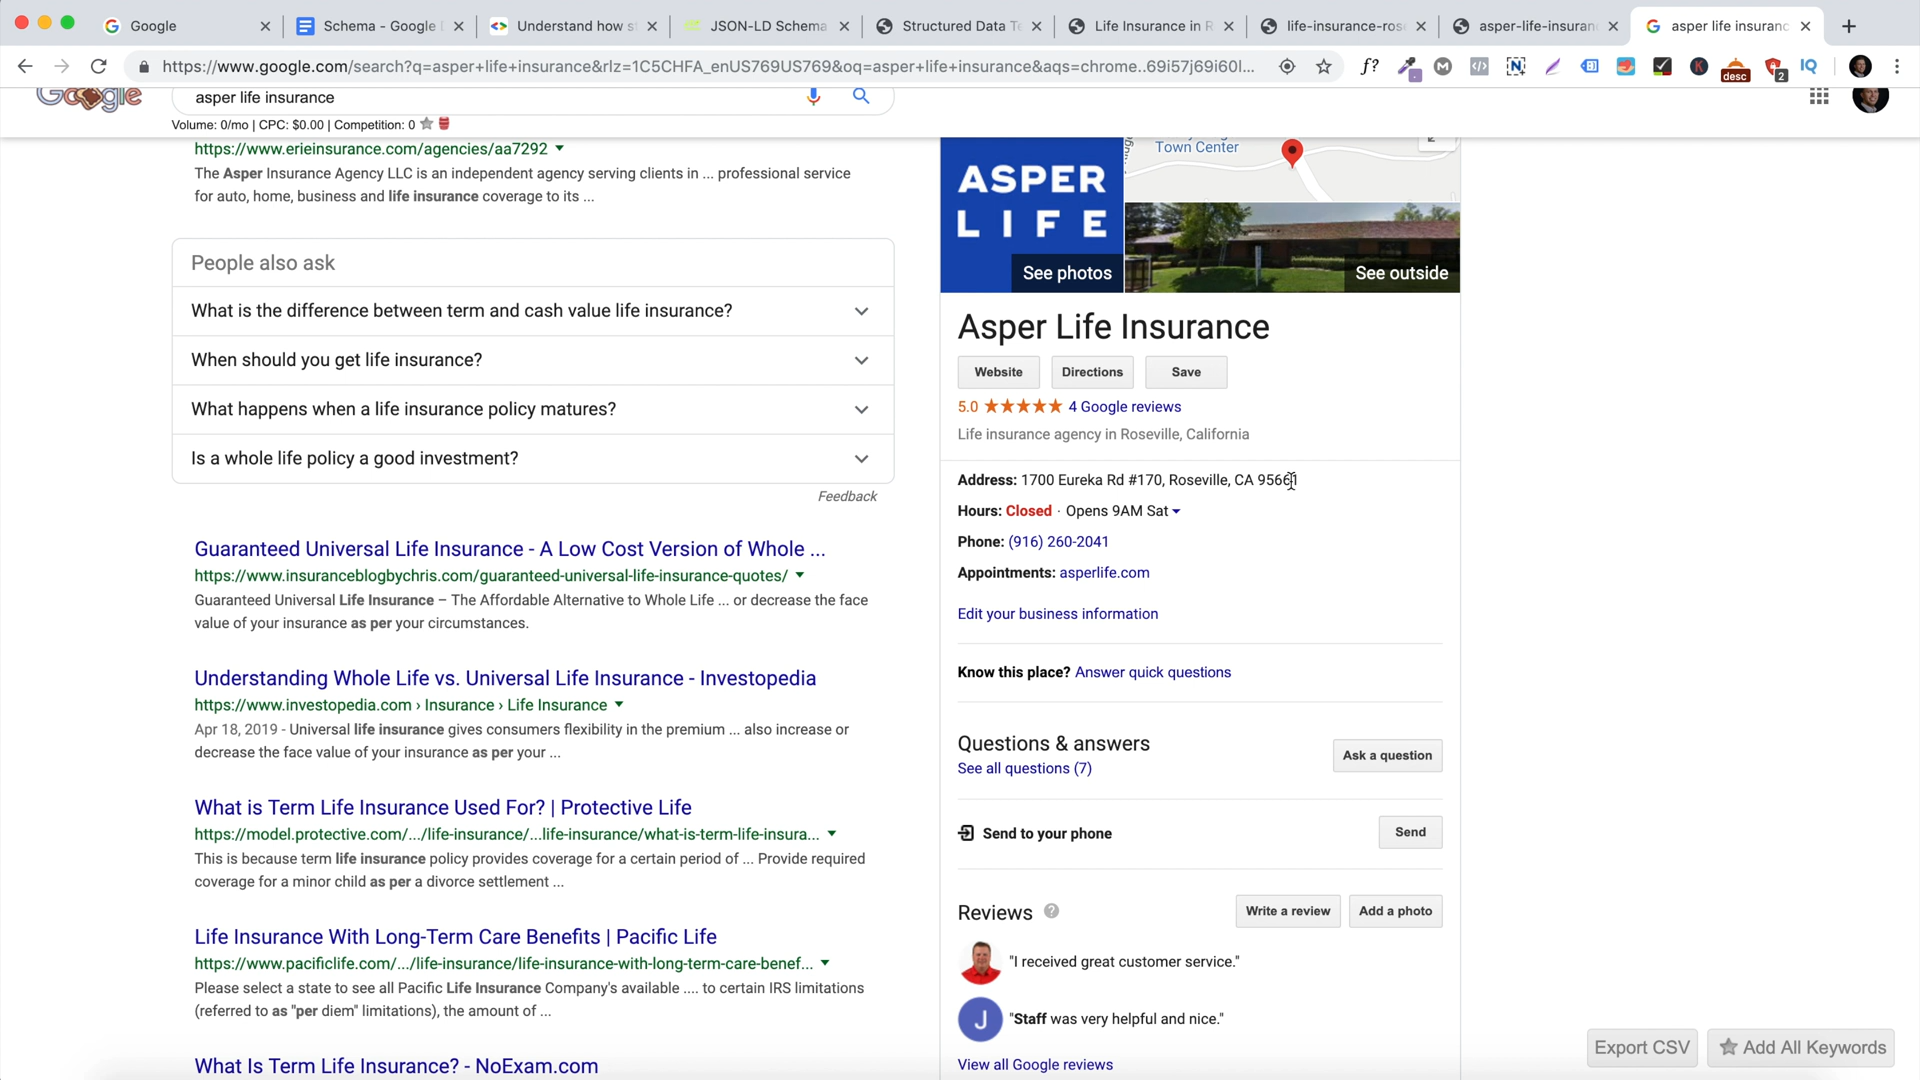 Google
Schema - Google
Understand how s
JSON-LD Schema
Structured Data Te
Life Insurance in R
life-insurance-ros
asper-life-insuran
asper life insuranc
https://www.google.com/search?q=asper+life+insurance&rlz=1C5CHFA_enUS769US769&oq=asper+life+insurance&aqs=chrome..69i57j69i60l...
f?
desc
2
Google
asper life insurance
Volume: 0/mo | CPC: $0.00 | Competition: 0
https://www.erieinsurance.com/agencies/aa7292
The Asper Insurance Agency LLC is an independent agency serving clients in ... professional service
for auto, home, business and life insurance coverage to its ...
People also ask
What is the difference between term and cash value life insurance?
When should you get life insurance?
What happens when a life insurance policy matures?
Is a whole life policy a good investment?
Feedback
Guaranteed Universal Life Insurance - A Low Cost Version of Whole ...
https://www.insuranceblogbychris.com/guaranteed-universal-life-insurance-quotes/
Guaranteed Universal Life Insurance – The Affordable Alternative to Whole Life ... or decrease the face
value of your insurance as per your circumstances.
Understanding Whole Life vs. Universal Life Insurance - Investopedia
https://www.investopedia.com › Insurance › Life Insurance
Apr 18, 2019 - Universal life insurance gives consumers flexibility in the premium ... also increase or
decrease the face value of your insurance as per your ...
What is Term Life Insurance Used For? | Protective Life
https://model.protective.com/.../life-insurance/...life-insurance/what-is-term-life-insura...
This is because term life insurance policy provides coverage for a certain period of ... Provide required
coverage for a minor child as per a divorce settlement ...
Life Insurance With Long-Term Care Benefits | Pacific Life
https://www.pacificlife.com/.../life-insurance/life-insurance-with-long-term-care-benef...
Please select a state to see all Pacific Life Insurance Company's available .... to certain IRS limitations
(referred to as "per diem" limitations), the amount of ...
What Is Term Life Insurance? - NoExam.com
Town Center
ASPER
LIFE
See photos
See outside
Asper Life Insurance
Website
Directions
Save
5.0
4 Google reviews
Life insurance agency in Roseville, California
Address: 1700 Eureka Rd #170, Roseville, CA 95661
Hours: Closed · Opens 9AM Sat
Phone: (916) 260-2041
Appointments: asperlife.com
Edit your business information
Know this place? Answer quick questions
Questions & answers
See all questions (7)
Ask a question
Send to your phone
Send
Reviews
Write a review
Add a photo
"I received great customer service."
J
"Staff was very helpful and nice."
View all Google reviews
Export CSV
Add All Keywords